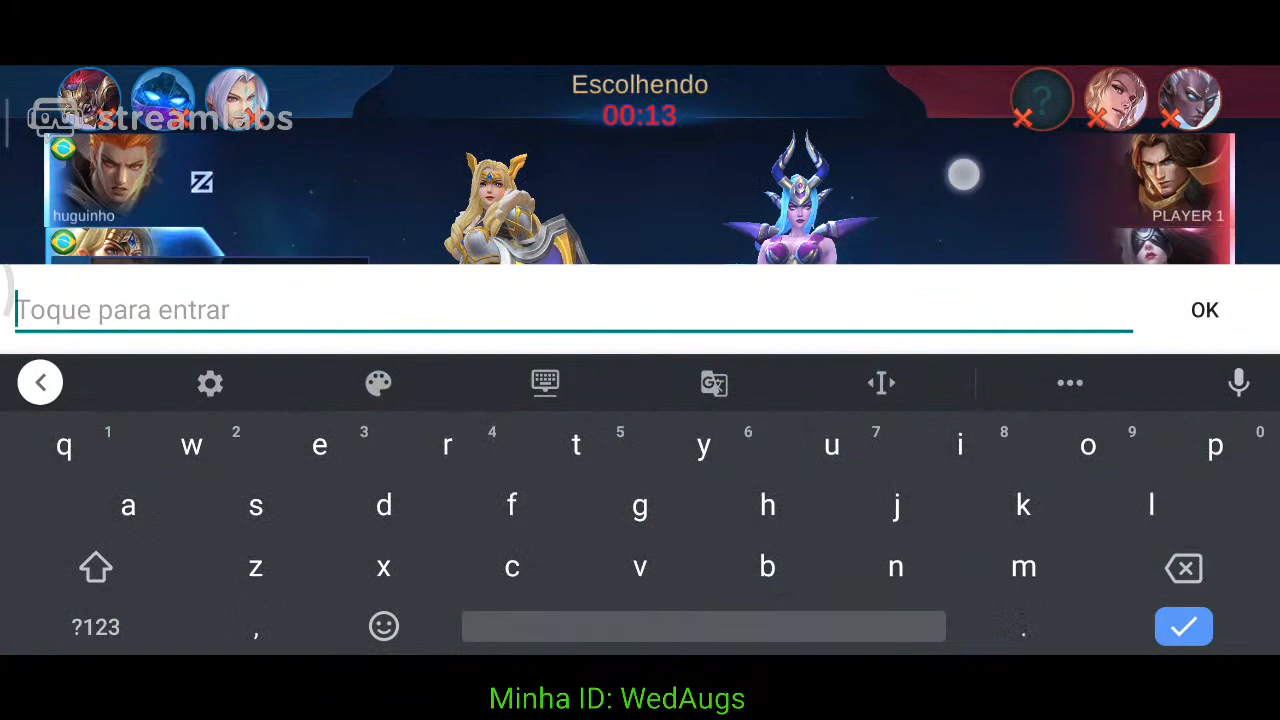 Escolhendo
00:13
streamlabs
huguinho
PLAYER 1
Toque para entrar
OK
q 1 w 2 e 3 r 4 t 5 y 6 u 7 i 8 o 9 p 0
a s d f g h j k l
z x c v b n m
?123 , .
Minha ID: WedAugs